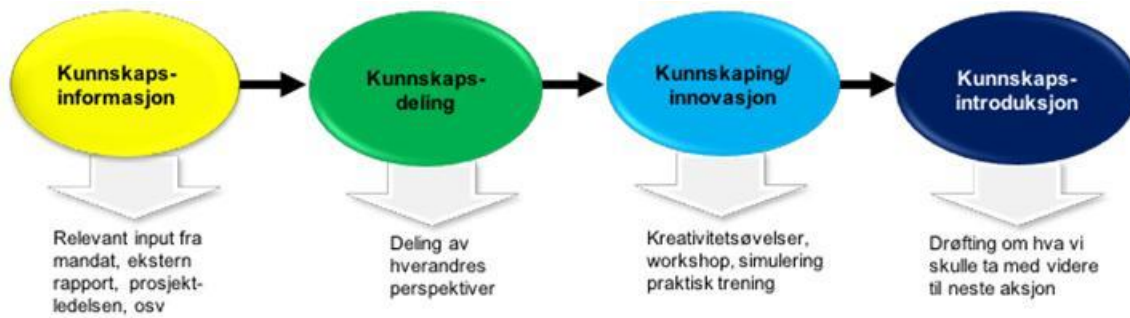 Kunnskaps-
informasjon
Kunnskaps-
deling
Kunnskaping/
innovasjon
Kunnskaps-
introduksjon
Relevant input fra
mandat, ekstern
rapport, prosjekt-
ledelsen, osv
Deling av
hverandres
perspektiver
Kreativitetsøvelser,
workshop, simulering
praktisk trening
Drøfting om hva vi
skulle ta med videre
til neste aksjon